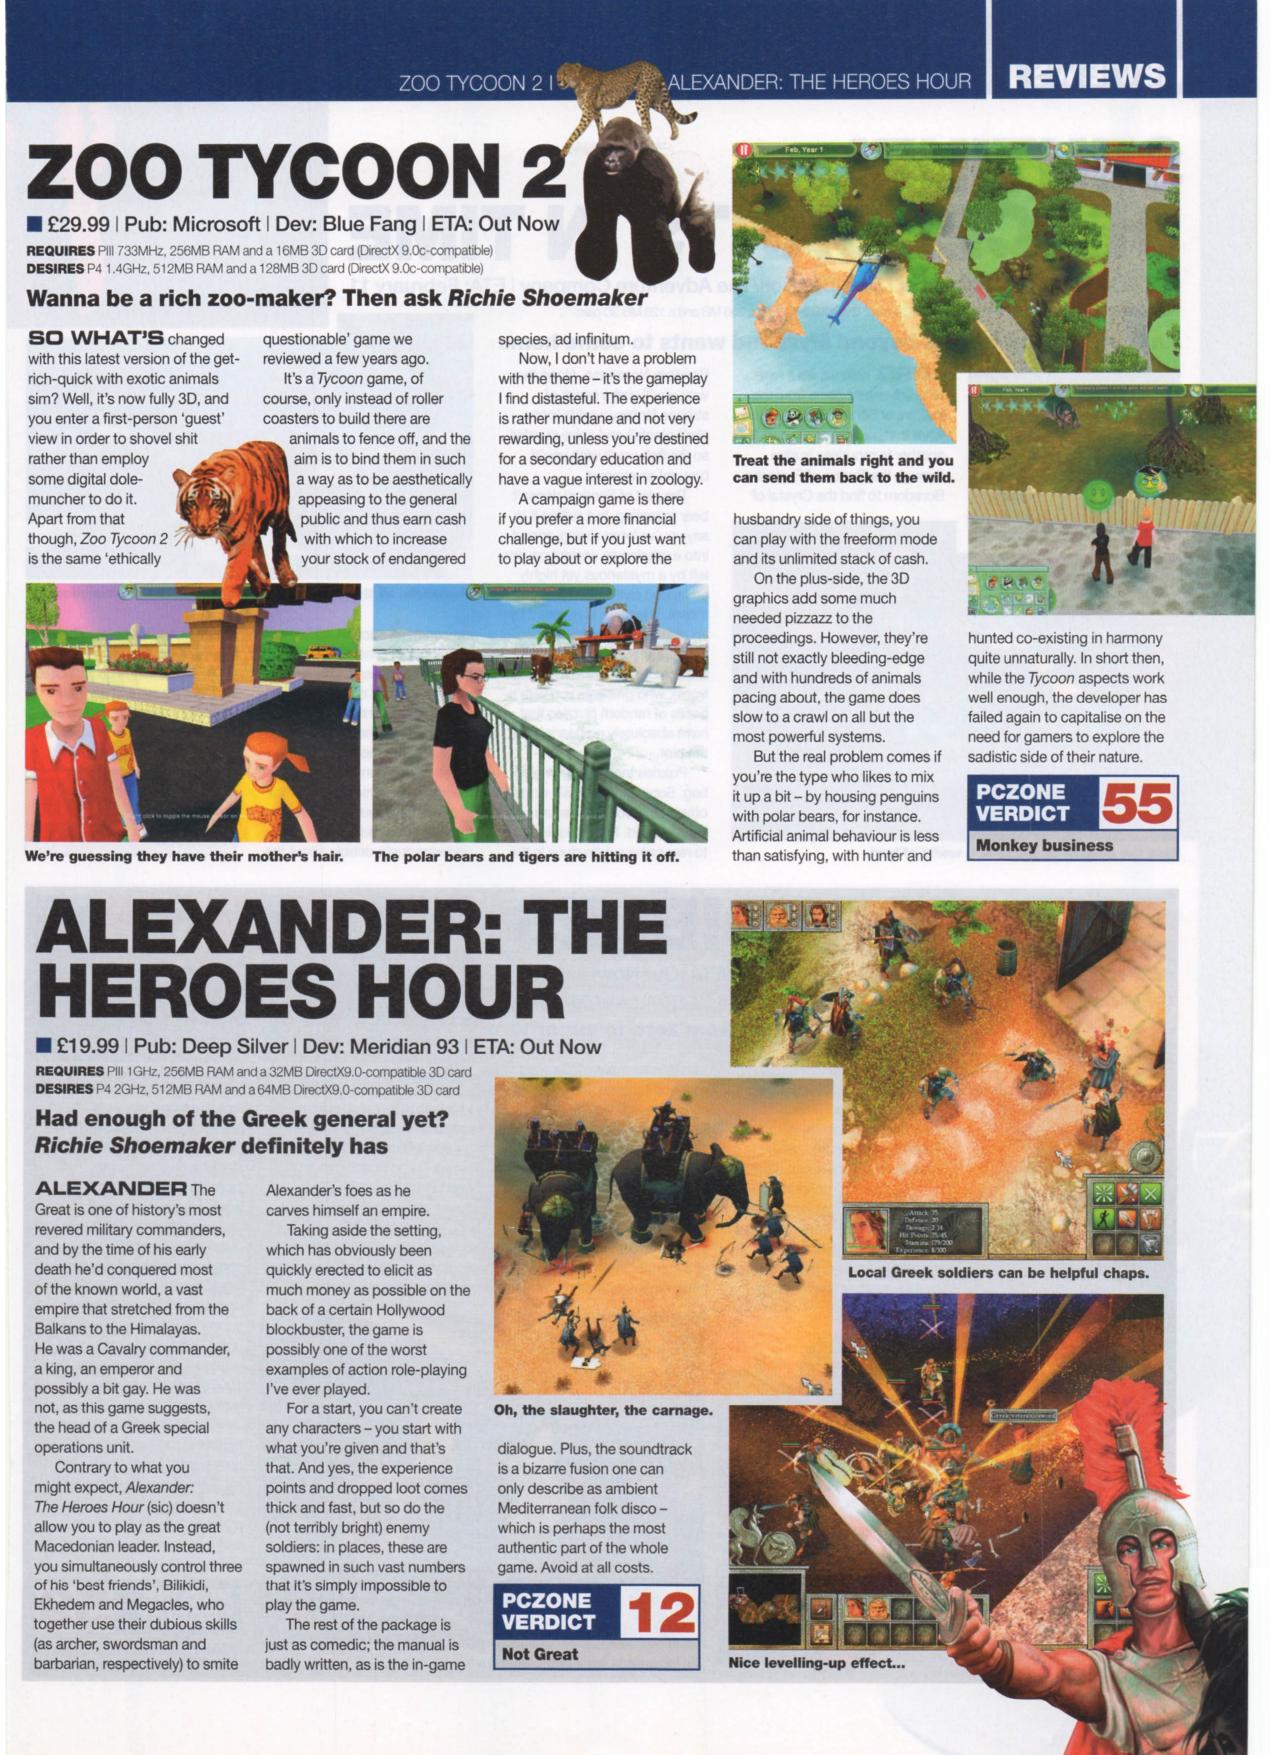 ZOO TYCOON 2 | ALEXANDER: THE HEROES HOUR
REVIEWS
ZOO TYCOON 2
■ £29.99 | Pub: Microsoft | Dev: Blue Fang | ETA: Out Now
REQUIRES PIII 733MHz, 256MB RAM and a 16MB 3D card (DirectX 9.0c-compatible)
DESIRES P4 1.4GHz, 512MB RAM and a 128MB 3D card (DirectX 9.0c-compatible)
Wanna be a rich zoo-maker? Then ask Richie Shoemaker
SO WHAT'S changed
with this latest version of the get-
rich-quick with exotic animals
sim? Well, it's now fully 3D, and
you enter a first-person 'guest'
view in order to shovel shit
rather than employ
some digital dole-
muncher to do it.
Apart from that
though, Zoo Tycoon 2
is the same 'ethically
questionable' game we
reviewed a few years ago.
It's a Tycoon game, of
course, only instead of roller
coasters to build there are
animals to fence off, and the
aim is to bind them in such
a way as to be aesthetically
appeasing to the general
public and thus earn cash
with which to increase
your stock of endangered
species, ad infinitum.
Now, I don't have a problem
with the theme – it's the gameplay
I find distasteful. The experience
is rather mundane and not very
rewarding, unless you're destined
for a secondary education and
have a vague interest in zoology.
A campaign game is there
if you prefer a more financial
challenge, but if you just want
to play about or explore the
Feb, Year 1
Treat the animals right and you
can send them back to the wild.
husbandry side of things, you
can play with the freeform mode
and its unlimited stack of cash.
On the plus-side, the 3D
graphics add some much
needed pizzazz to the
proceedings. However, they're
still not exactly bleeding-edge
and with hundreds of animals
pacing about, the game does
slow to a crawl on all but the
most powerful systems.
But the real problem comes if
you're the type who likes to mix
it up a bit – by housing penguins
with polar bears, for instance.
Artificial animal behaviour is less
than satisfying, with hunter and
Feb, Year 1
hunted co-existing in harmony
quite unnaturally. In short then,
while the Tycoon aspects work
well enough, the developer has
failed again to capitalise on the
need for gamers to explore the
sadistic side of their nature.
PCZONE
VERDICT
55
Monkey business
We're guessing they have their mother's hair.
The polar bears and tigers are hitting it off.
ALEXANDER: THE
HEROES HOUR
■ £19.99 | Pub: Deep Silver | Dev: Meridian 93 | ETA: Out Now
REQUIRES PIII 1GHz, 256MB RAM and a 32MB DirectX9.0-compatible 3D card
DESIRES P4 2GHz, 512MB RAM and a 64MB DirectX9.0-compatible 3D card
Had enough of the Greek general yet?
Richie Shoemaker definitely has
ALEXANDER The
Great is one of history's most
revered military commanders,
and by the time of his early
death he'd conquered most
of the known world, a vast
empire that stretched from the
Balkans to the Himalayas.
He was a Cavalry commander,
a king, an emperor and
possibly a bit gay. He was
not, as this game suggests,
the head of a Greek special
operations unit.
Contrary to what you
might expect, Alexander:
The Heroes Hour (sic) doesn't
allow you to play as the great
Macedonian leader. Instead,
you simultaneously control three
of his 'best friends', Bilikidi,
Ekhedem and Megacles, who
together use their dubious skills
(as archer, swordsman and
barbarian, respectively) to smite
Alexander's foes as he
carves himself an empire.
Taking aside the setting,
which has obviously been
quickly erected to elicit as
much money as possible on the
back of a certain Hollywood
blockbuster, the game is
possibly one of the worst
examples of action role-playing
I've ever played.
For a start, you can't create
any characters – you start with
what you're given and that's
that. And yes, the experience
points and dropped loot comes
thick and fast, but so do the
(not terribly bright) enemy
soldiers: in places, these are
spawned in such vast numbers
that it's simply impossible to
play the game.
The rest of the package is
just as comedic; the manual is
badly written, as is the in-game
Oh, the slaughter, the carnage.
dialogue. Plus, the soundtrack
is a bizarre fusion one can
only describe as ambient
Mediterranean folk disco –
which is perhaps the most
authentic part of the whole
game. Avoid at all costs.
PCZONE
VERDICT
12
Not Great
Local Greek soldiers can be helpful chaps.
Nice levelling-up effect...